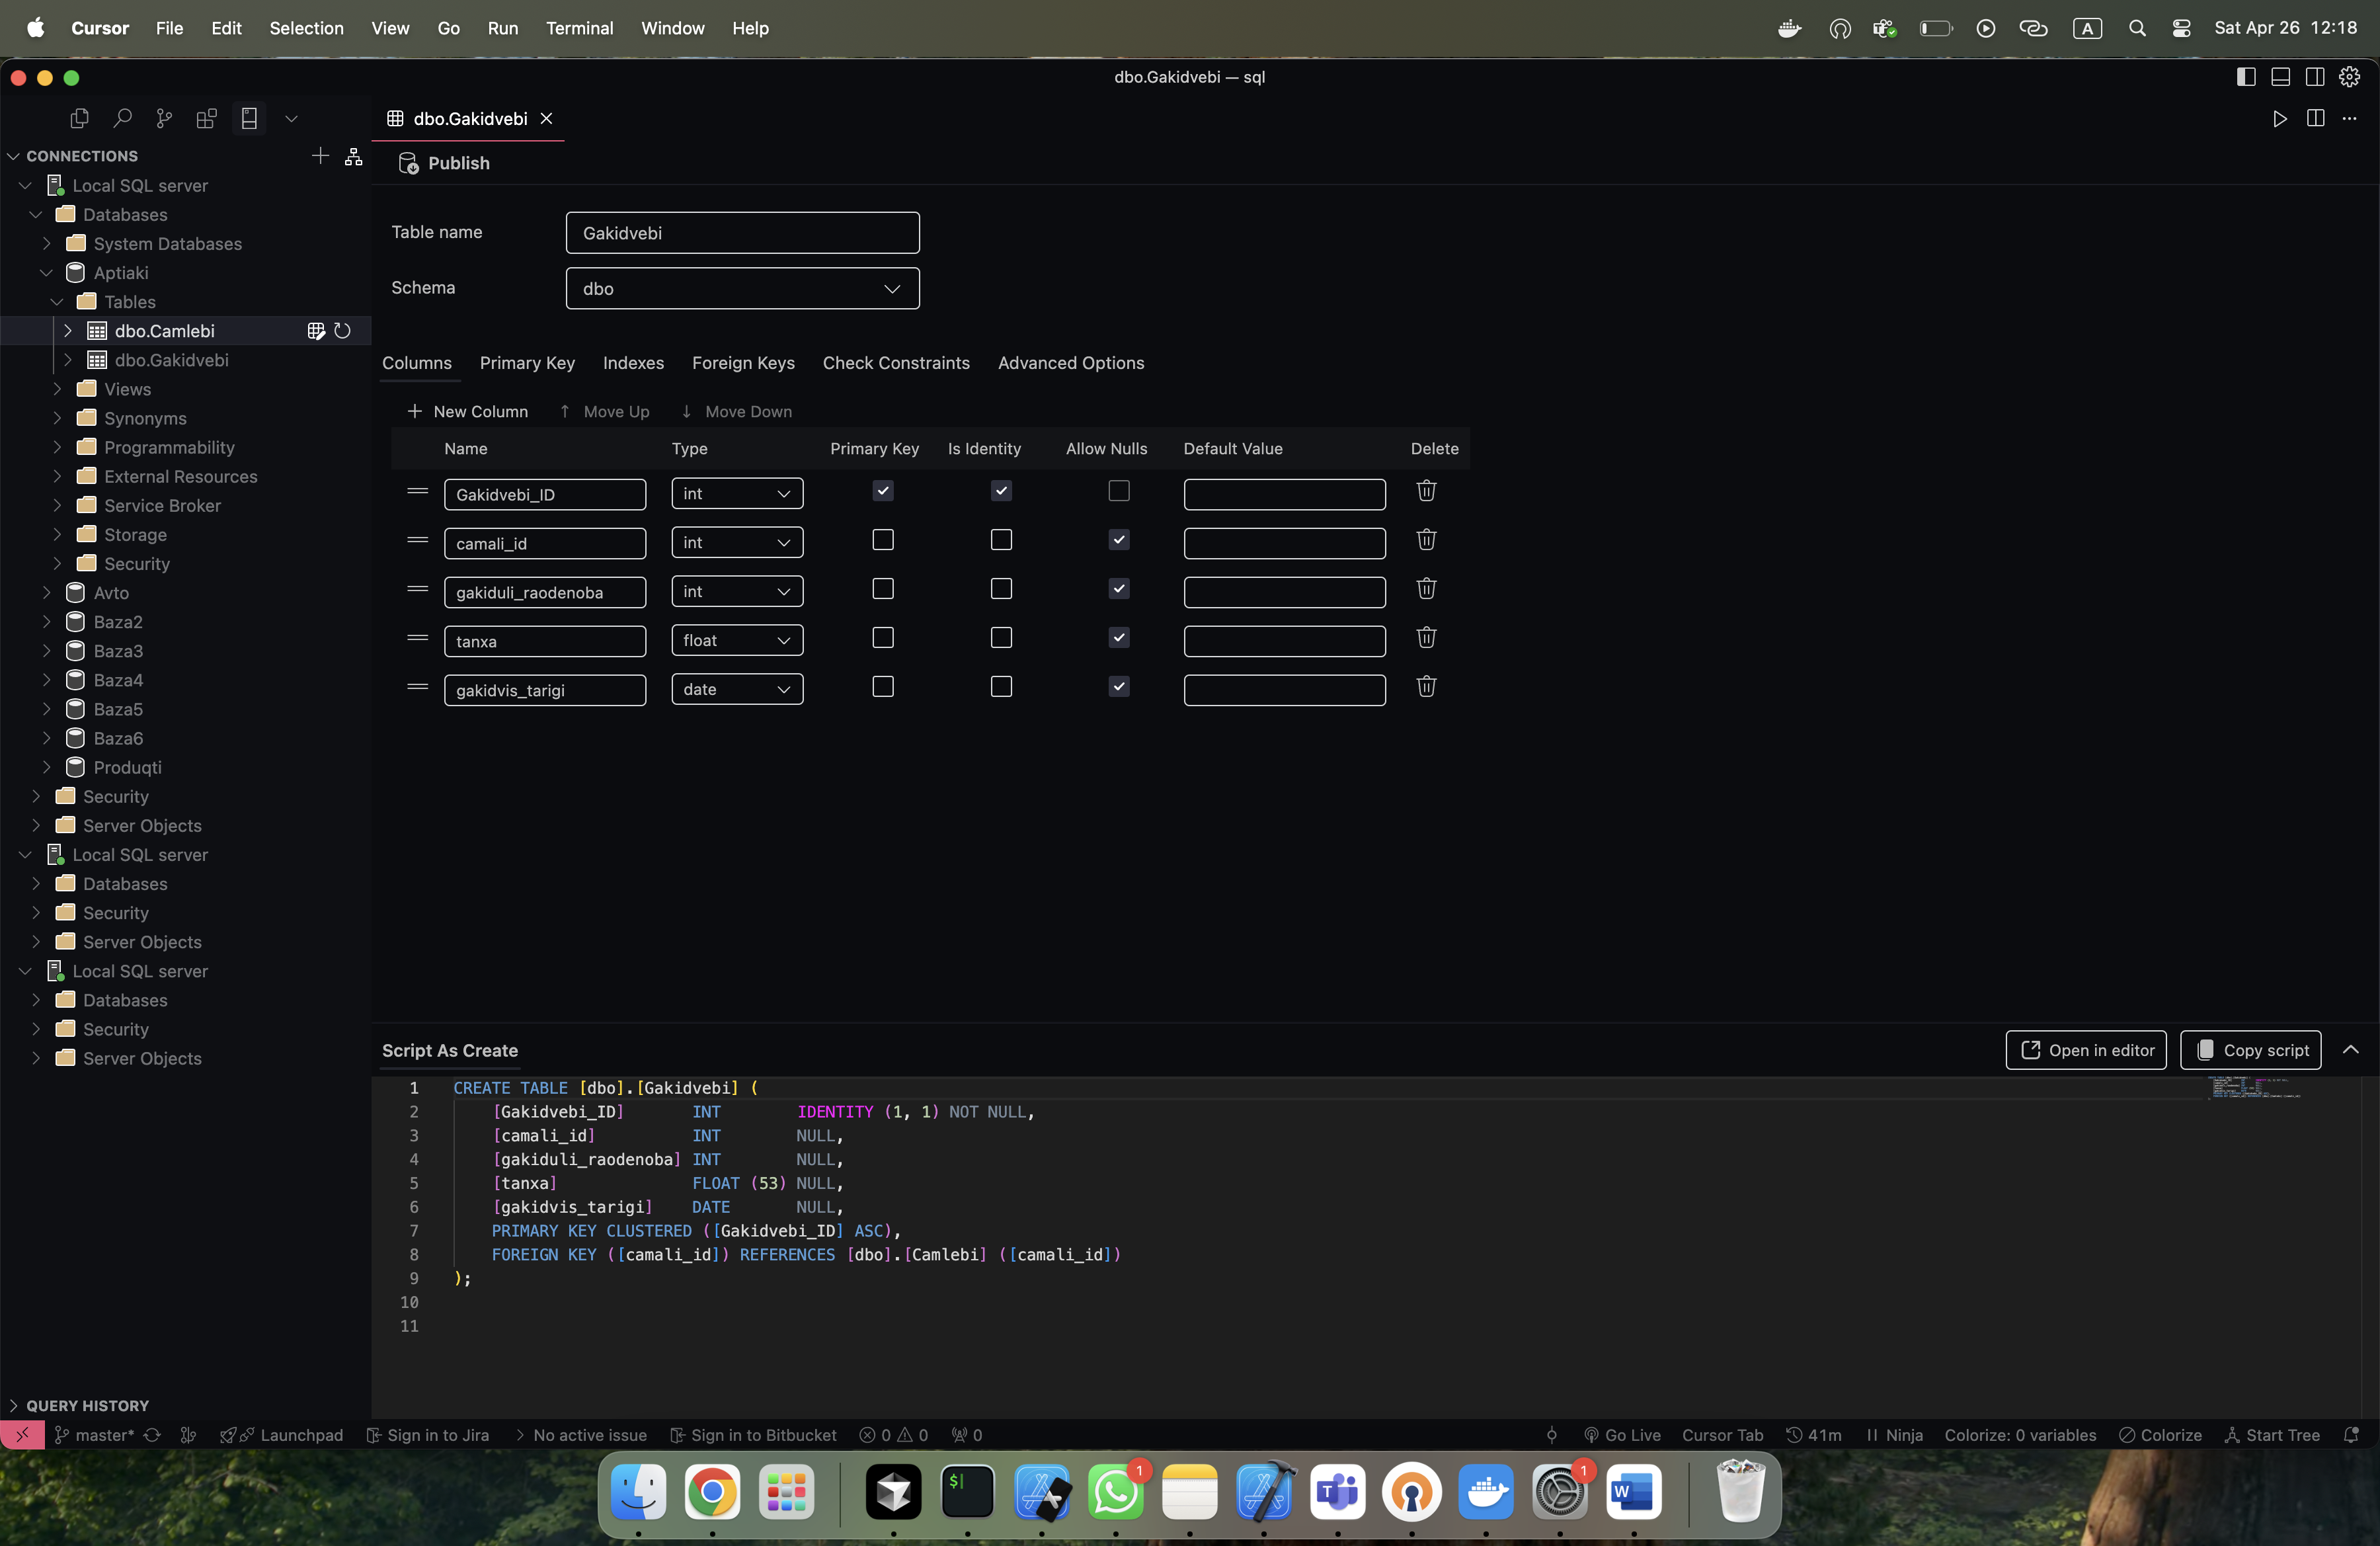 Cursor File Edit Selection View Go Run Terminal Window Help
A Sat Apr 26 12:18
dbo.Gakidvebi — sql
dbo.Gakidvebi
Publish
CONNECTIONS
Local SQL server
Databases
System Databases
Aptiaki
Tables
dbo.Camlebi
dbo.Gakidvebi
Views
Synonyms
Programmability
External Resources
Service Broker
Storage
Security
Avto
Baza2
Baza3
Baza4
Baza5
Baza6
Produqti
Security
Server Objects
Local SQL server
Databases
Security
Server Objects
Local SQL server
Databases
Security
Server Objects
QUERY HISTORY
Table name Gakidvebi
Schema dbo
Columns Primary Key Indexes Foreign Keys Check Constraints Advanced Options
New Column Move Up Move Down
Name Type Primary Key Is Identity Allow Nulls Default Value Delete
Gakidvebi_ID int
camali_id int
gakiduli_raodenoba int
tanxa float
gakidvis_tarigi date
Script As Create Open in editor Copy script
1 CREATE TABLE [dbo].[Gakidvebi] (
2 [Gakidvebi_ID] INT IDENTITY (1, 1) NOT NULL,
3 [camali_id] INT NULL,
4 [gakiduli_raodenoba] INT NULL,
5 [tanxa] FLOAT (53) NULL,
6 [gakidvis_tarigi] DATE NULL,
7 PRIMARY KEY CLUSTERED ([Gakidvebi_ID] ASC),
8 FOREIGN KEY ([camali_id]) REFERENCES [dbo].[Camlebi] ([camali_id])
9 );
10
11
master* Launchpad Sign in to Jira No active issue Sign in to Bitbucket 0 0 0 Go Live Cursor Tab 41m Ninja Colorize: 0 variables Colorize Start Tree
$ 1 T 1 W